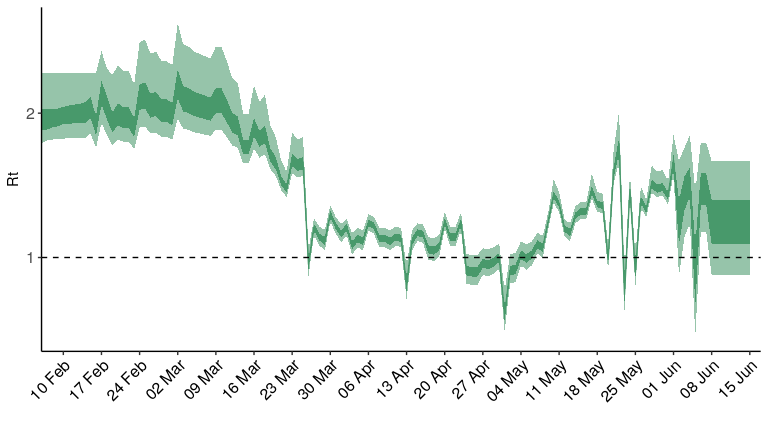 Rt
2
1
10 Feb
17 Feb
24 Feb
02 Mar
09 Mar
16 Mar
23 Mar
30 Mar
06 Apr
13 Apr
20 Apr
27 Apr
04 May
11 May
18 May
25 May
01 Jun
08 Jun
15 Jun